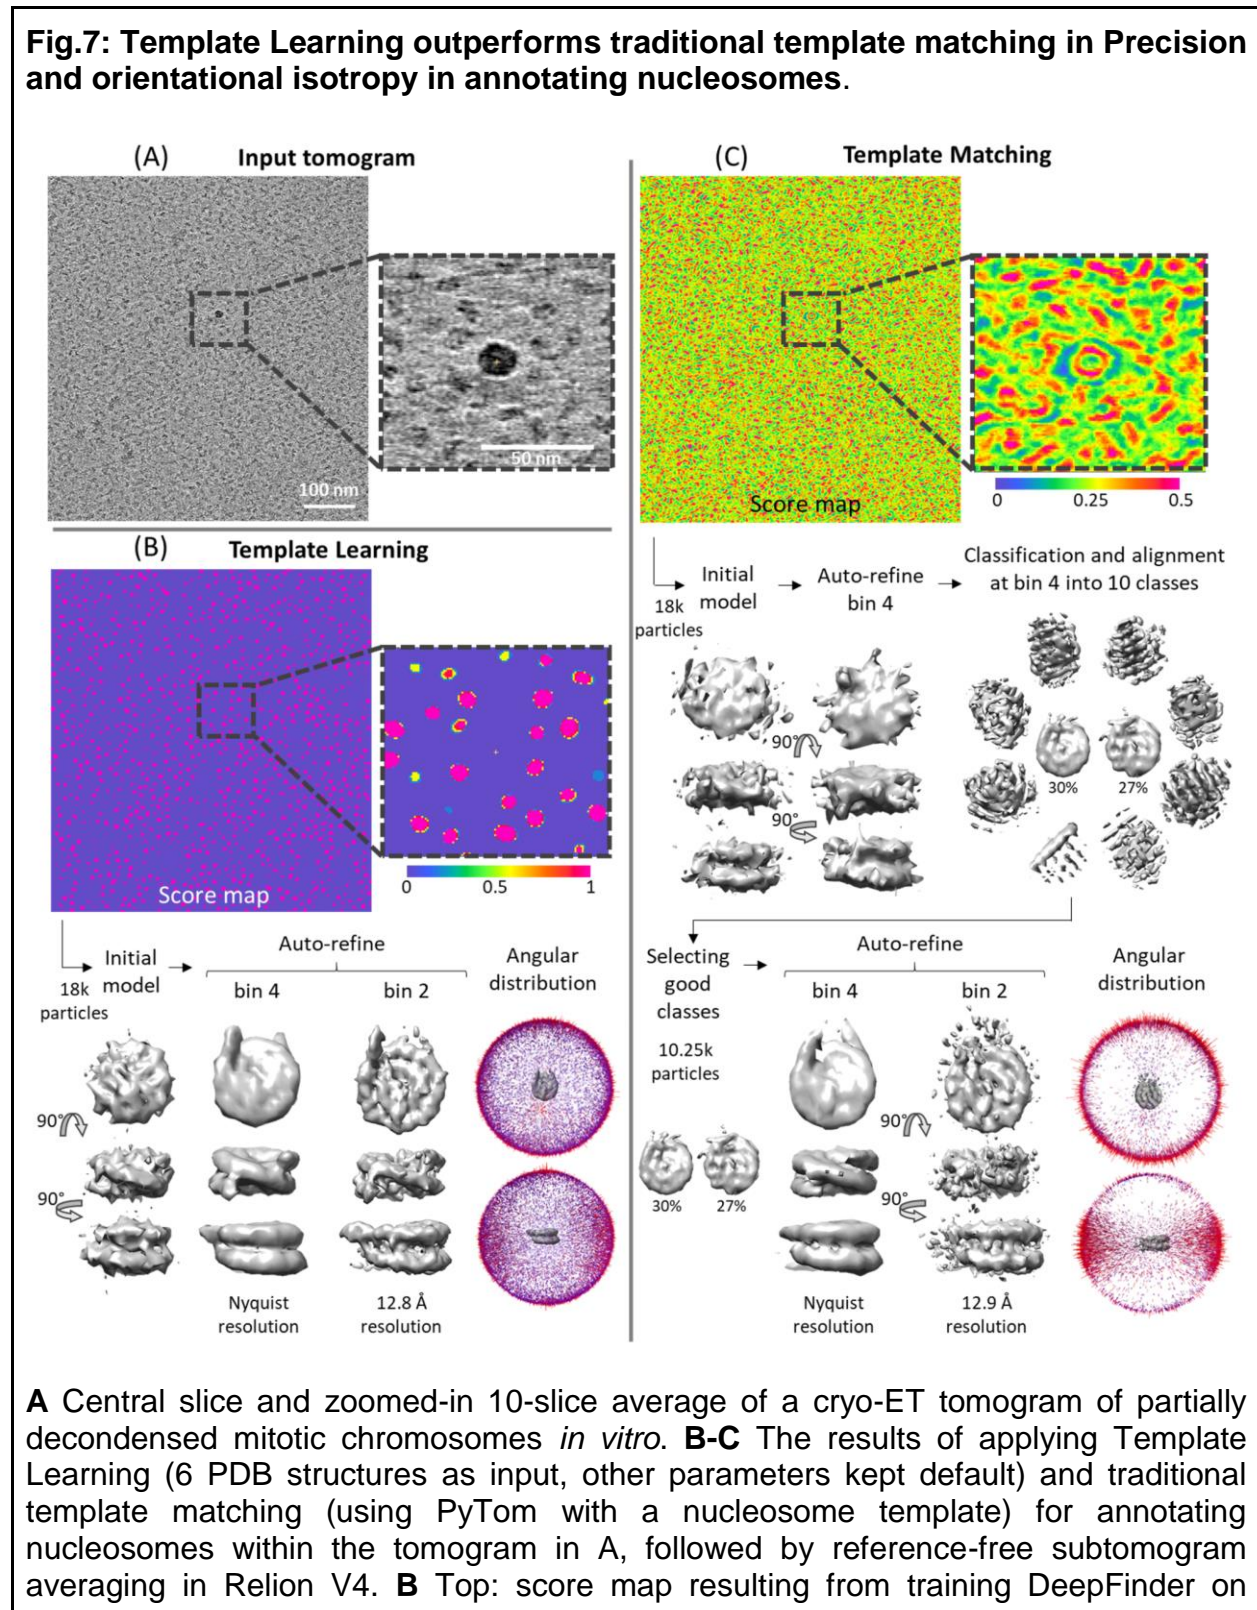 Fig.7: Template Learning outperforms traditional template matching in Precision
and orientational isotropy in annotating nucleosomes.
(A)
Input tomogram
50 nm
100 nm
(B)
Template Learning
Score map
0
0.5
1
18k
particles
Initial
model
Auto-refine
bin 4
bin 2
Angular
distribution
90°
90°
Nyquist
resolution
12.8 Å
resolution
(C)
Template Matching
Score map
0
0.25
0.5
18k
particles
Initial
model
Auto-refine
bin 4
Classification and alignment
at bin 4 into 10 classes
90°
90°
30%
27%
Selecting
good
classes
10.25k
particles
30%
27%
Auto-refine
bin 4
bin 2
Angular
distribution
90°
90°
Nyquist
resolution
12.9 Å
resolution
A Central slice and zoomed-in 10-slice average of a cryo-ET tomogram of partially
decondensed mitotic chromosomes in vitro. B-C The results of applying Template
Learning (6 PDB structures as input, other parameters kept default) and traditional
template matching (using PyTom with a nucleosome template) for annotating
nucleosomes within the tomogram in A, followed by reference-free subtomogram
averaging in Relion V4. B Top: score map resulting from training DeepFinder on